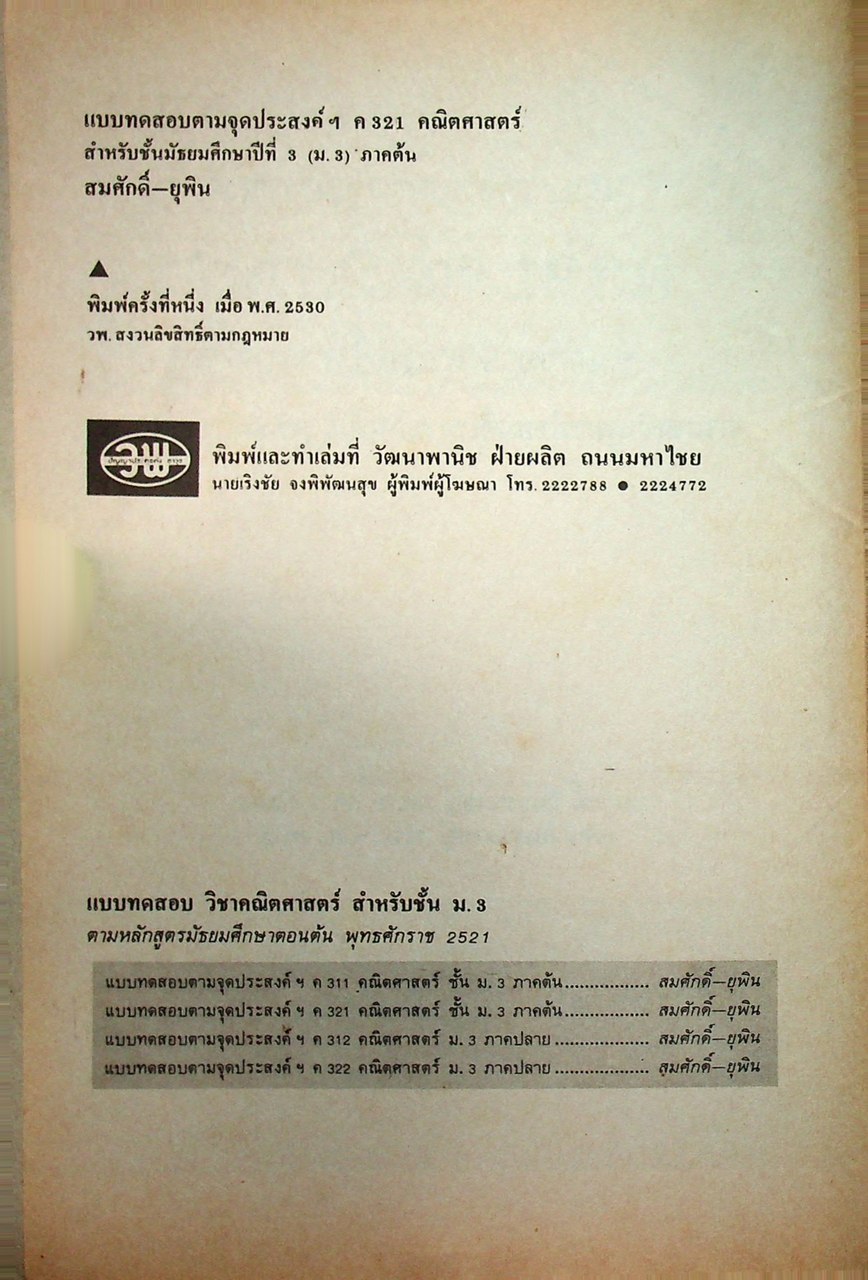 แบบทดสอบตามจุดประสงค์ ฯ ค 321 คณิตศาสตร์
สำหรับชั้นมัธยมศึกษาปีที่ 3 (ม. 3) ภาคต้น
สมศักดิ์—ยุพิน
▲
พิมพ์ครั้งที่หนึ่ง เมื่อ พ.ศ. 2530
วพ. สงวนลิขสิทธิ์ตามกฎหมาย
วพ
พิมพ์และทำเล่มที่ วัฒนาพานิช ฝ่ายผลิต ถนนมหาไชย
นายเริงชัย จงพิพัฒนสุข ผู้พิมพ์ผู้โฆษณา โทร. 2222788 ● 2224772
แบบทดสอบ วิชาคณิตศาสตร์ สำหรับชั้น ม. 3
ตามหลักสูตรมัธยมศึกษาตอนต้น พุทธศักราช 2521
แบบทดสอบตามจุดประสงค์ ฯ ค 311 คณิตศาสตร์ ชั้น ม. 3 ภาคต้น................. สมศักดิ์—ยุพิน
แบบทดสอบตามจุดประสงค์ ฯ ค 321 คณิตศาสตร์ ชั้น ม. 3 ภาคต้น................. สมศักดิ์—ยุพิน
แบบทดสอบตามจุดประสงค์ ฯ ค 312 คณิตศาสตร์ ม. 3 ภาคปลาย................... สมศักดิ์—ยุพิน
แบบทดสอบตามจุดประสงค์ ฯ ค 322 คณิตศาสตร์ ม. 3 ภาคปลาย................... สมศักดิ์—ยุพิน